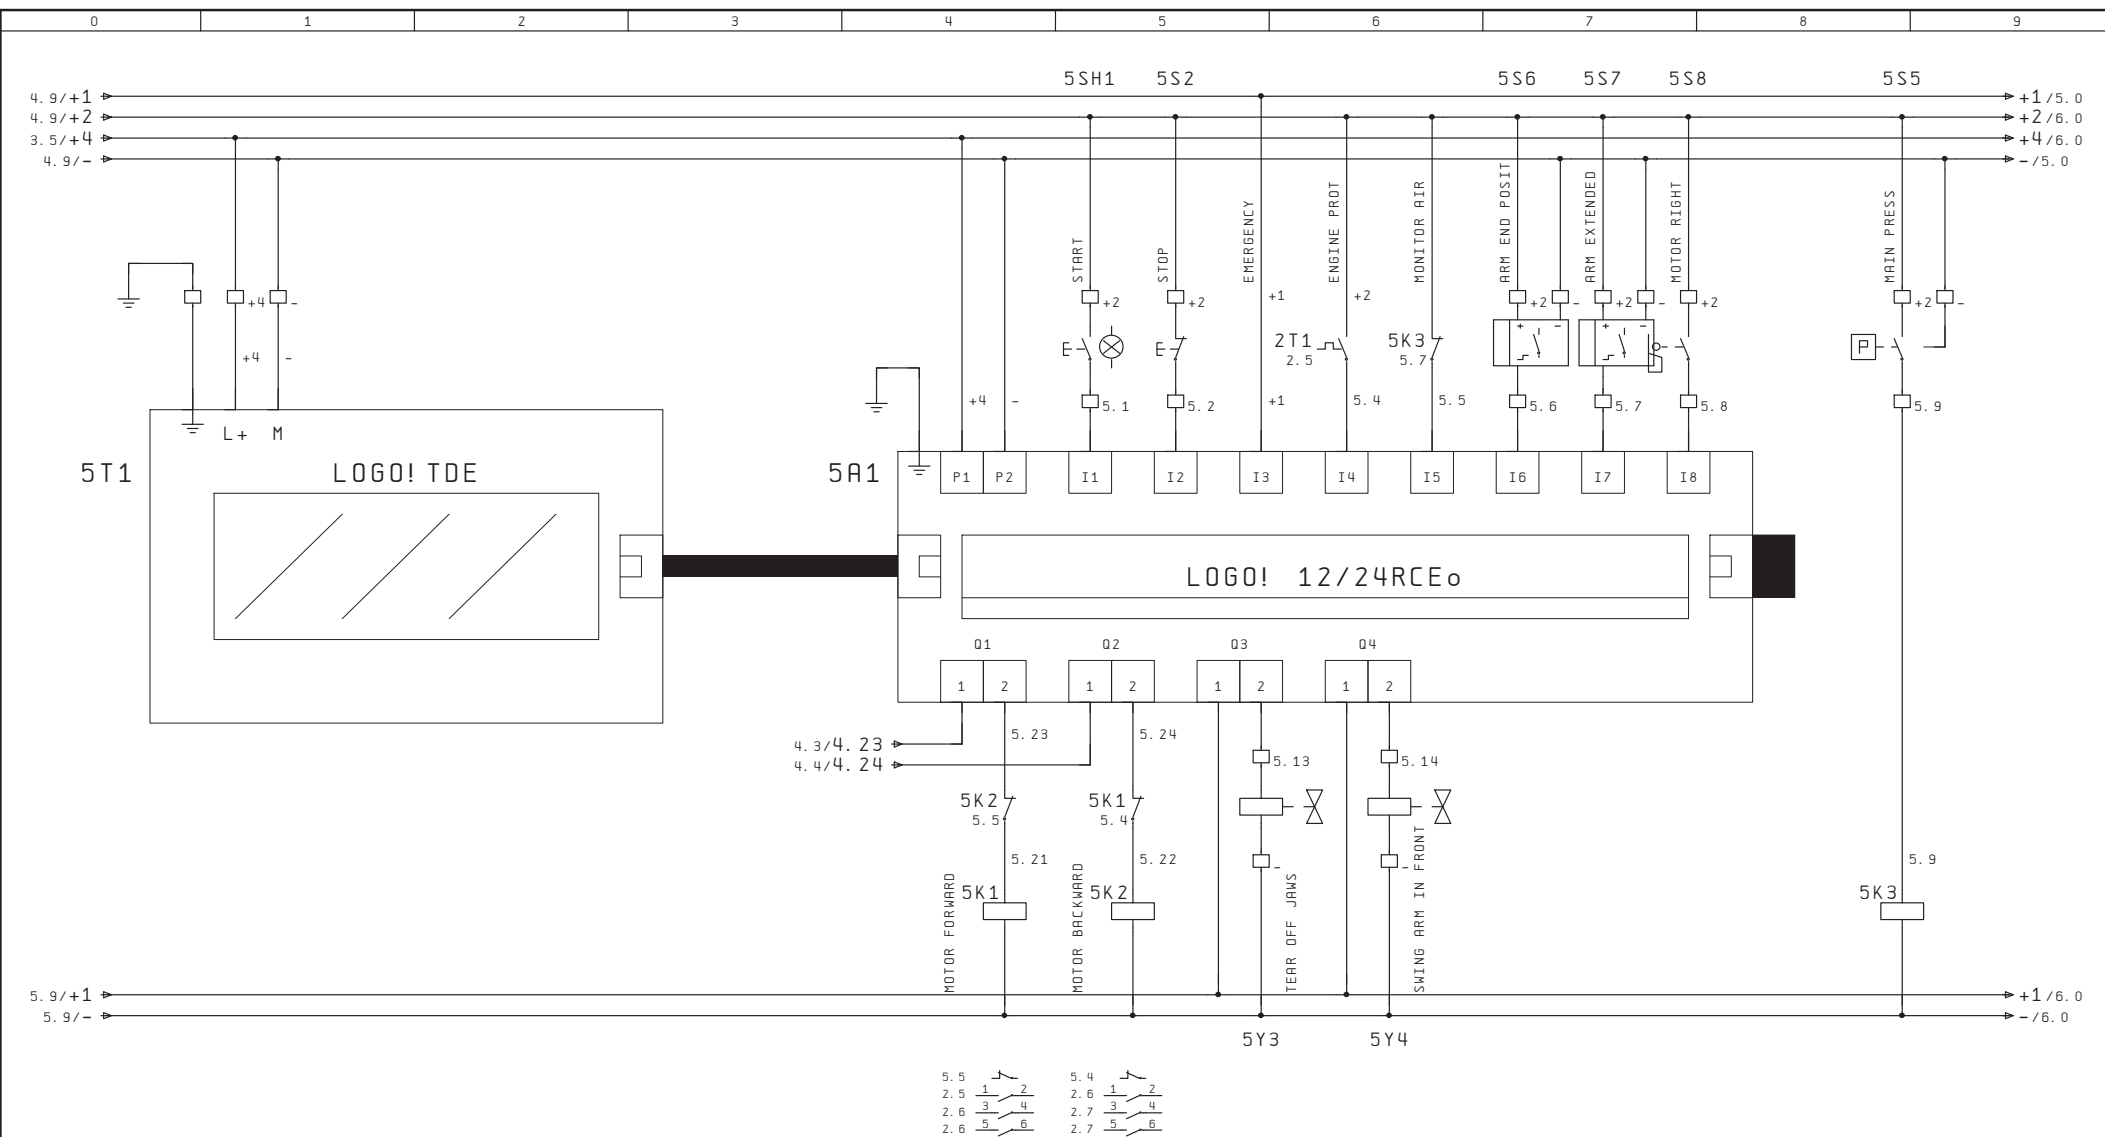 0 1 2 3 4 5 6 7 8 9
5SH1 5S2 5S6 5S7 5S8 5S5
4.9/+1 +1/5.0
4.9/+2 +2/6.0
3.5/+4 +4/6.0
4.9/- -/5.0
START
STOP
EMERGENCY
ENGINE PROT
MONITOR AIR
ARM END POSIT
ARM EXTENDED
MOTOR RIGHT
MAIN PRESS
+4 - +2 +2 +1 +2 +2 - +2 - +2 +2 -
+ - + -
+4 - 2T1 5K3 P
2.5 5.7
+4 - 5.1 5.2 +1 5.4 5.5 5.6 5.7 5.8 5.9
L+ M
5T1 LOGO! TDE 5A1 P1 P2 I1 I2 I3 I4 I5 I6 I7 I8
LOGO! 12/24RCEo
Q1 Q2 Q3 Q4
1 2 1 2 1 2 1 2
5.23 5.24
4.3/4.23
4.4/4.24
5.13 5.14
5K2 5K1
5.5 5.4
5.21 5.22 - - 5.9
5K1 5K2 5K3
MOTOR FORWARD
MOTOR BACKWARD
TEAR OFF JAWS
SWING ARM IN FRONT
5.9/+1 +1/6.0
5.9/- -/6.0
5Y3 5Y4
5.5 5.4
2.5 1 2 2.6 1 2
2.6 3 4 2.7 3 4
2.6 5 6 2.7 5 6